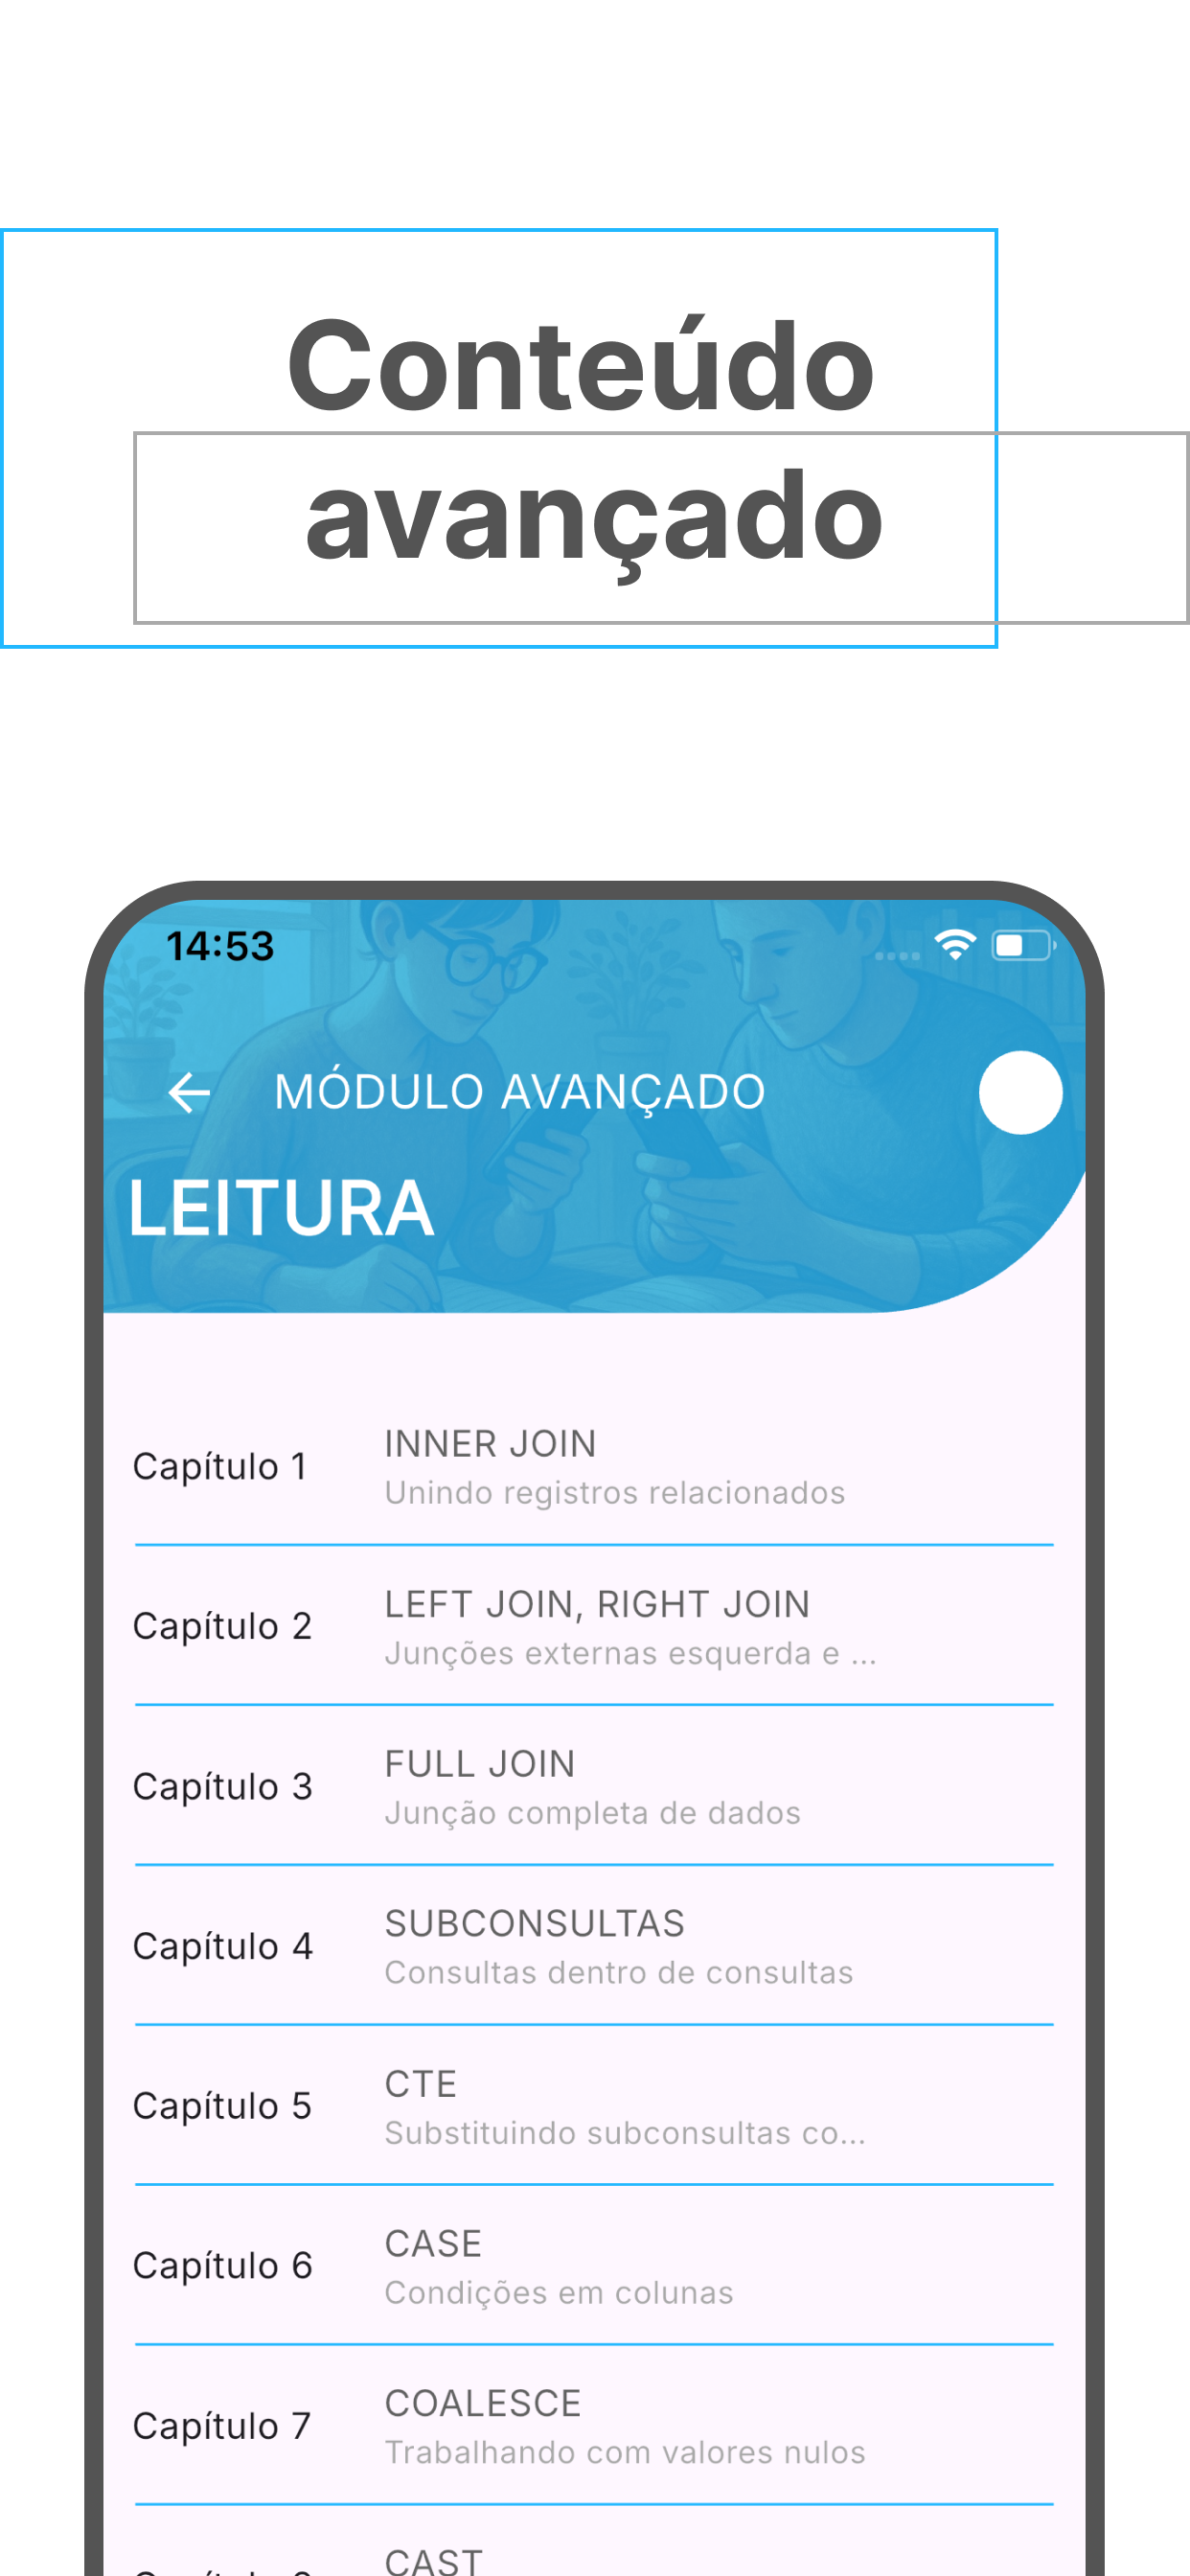 Conteúdo
avançado
14:53
MÓDULO AVANÇADO
LEITURA
Capítulo 1
INNER JOIN
Unindo registros relacionados
Capítulo 2
LEFT JOIN, RIGHT JOIN
Junções externas esquerda e ...
Capítulo 3
FULL JOIN
Junção completa de dados
Capítulo 4
SUBCONSULTAS
Consultas dentro de consultas
Capítulo 5
CTE
Substituindo subconsultas co...
Capítulo 6
CASE
Condições em colunas
Capítulo 7
COALESCE
Trabalhando com valores nulos
CAST